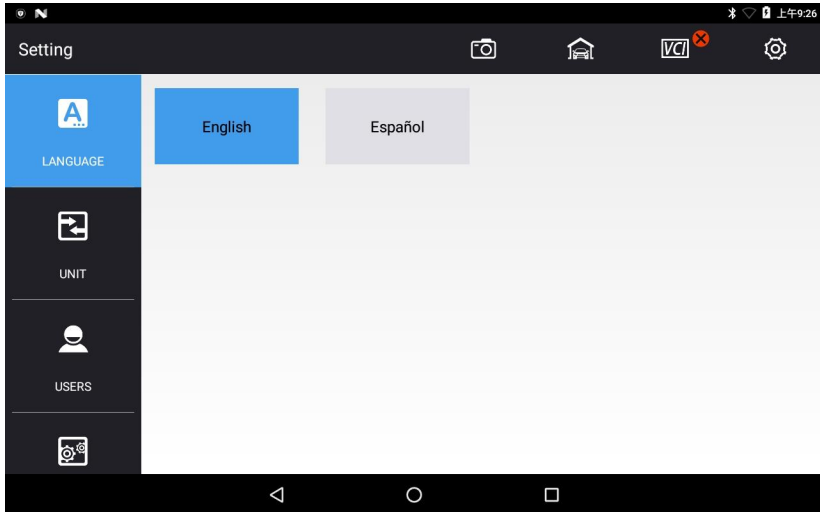 上午9:26
Setting
VCI
A
LANGUAGE
English
Español
UNIT
USERS